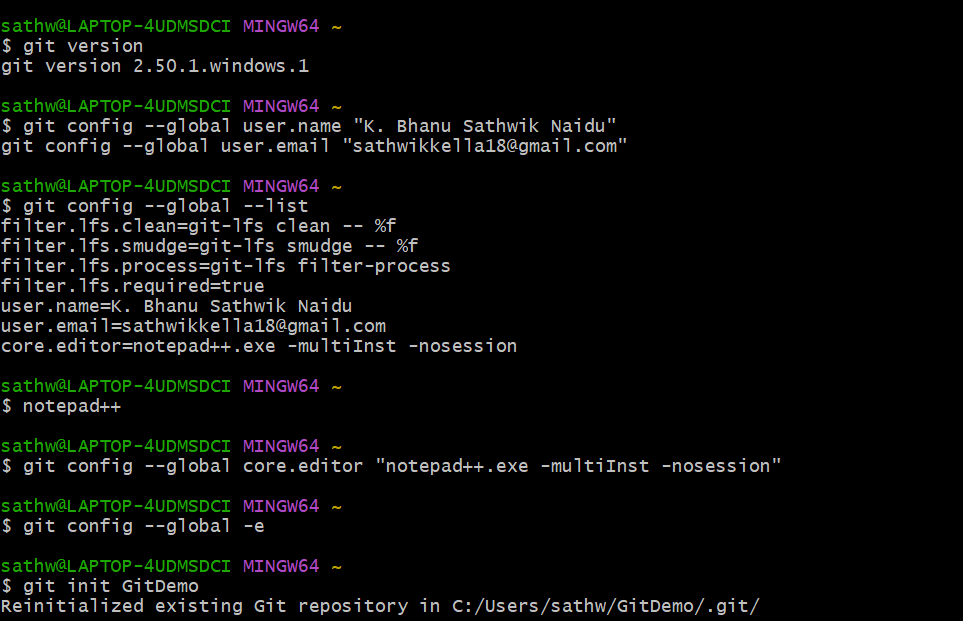 sathw@LAPTOP-4UDMSDCI MINGW64 ~
$ git version
git version 2.50.1.windows.1
sathw@LAPTOP-4UDMSDCI MINGW64 ~
$ git config --global user.name "K. Bhanu Sathwik Naidu"
git config --global user.email "sathwikkella18@gmail.com"
sathw@LAPTOP-4UDMSDCI MINGW64 ~
$ git config --global --list
filter.lfs.clean=git-lfs clean -- %f
filter.lfs.smudge=git-lfs smudge -- %f
filter.lfs.process=git-lfs filter-process
filter.lfs.required=true
user.name=K. Bhanu Sathwik Naidu
user.email=sathwikkella18@gmail.com
core.editor=notepad++.exe -multiInst -nosession
sathw@LAPTOP-4UDMSDCI MINGW64 ~
$ notepad++
sathw@LAPTOP-4UDMSDCI MINGW64 ~
$ git config --global core.editor "notepad++.exe -multiInst -nosession"
sathw@LAPTOP-4UDMSDCI MINGW64 ~
$ git config --global -e
sathw@LAPTOP-4UDMSDCI MINGW64 ~
$ git init GitDemo
Reinitialized existing Git repository in C:/Users/sathw/GitDemo/.git/